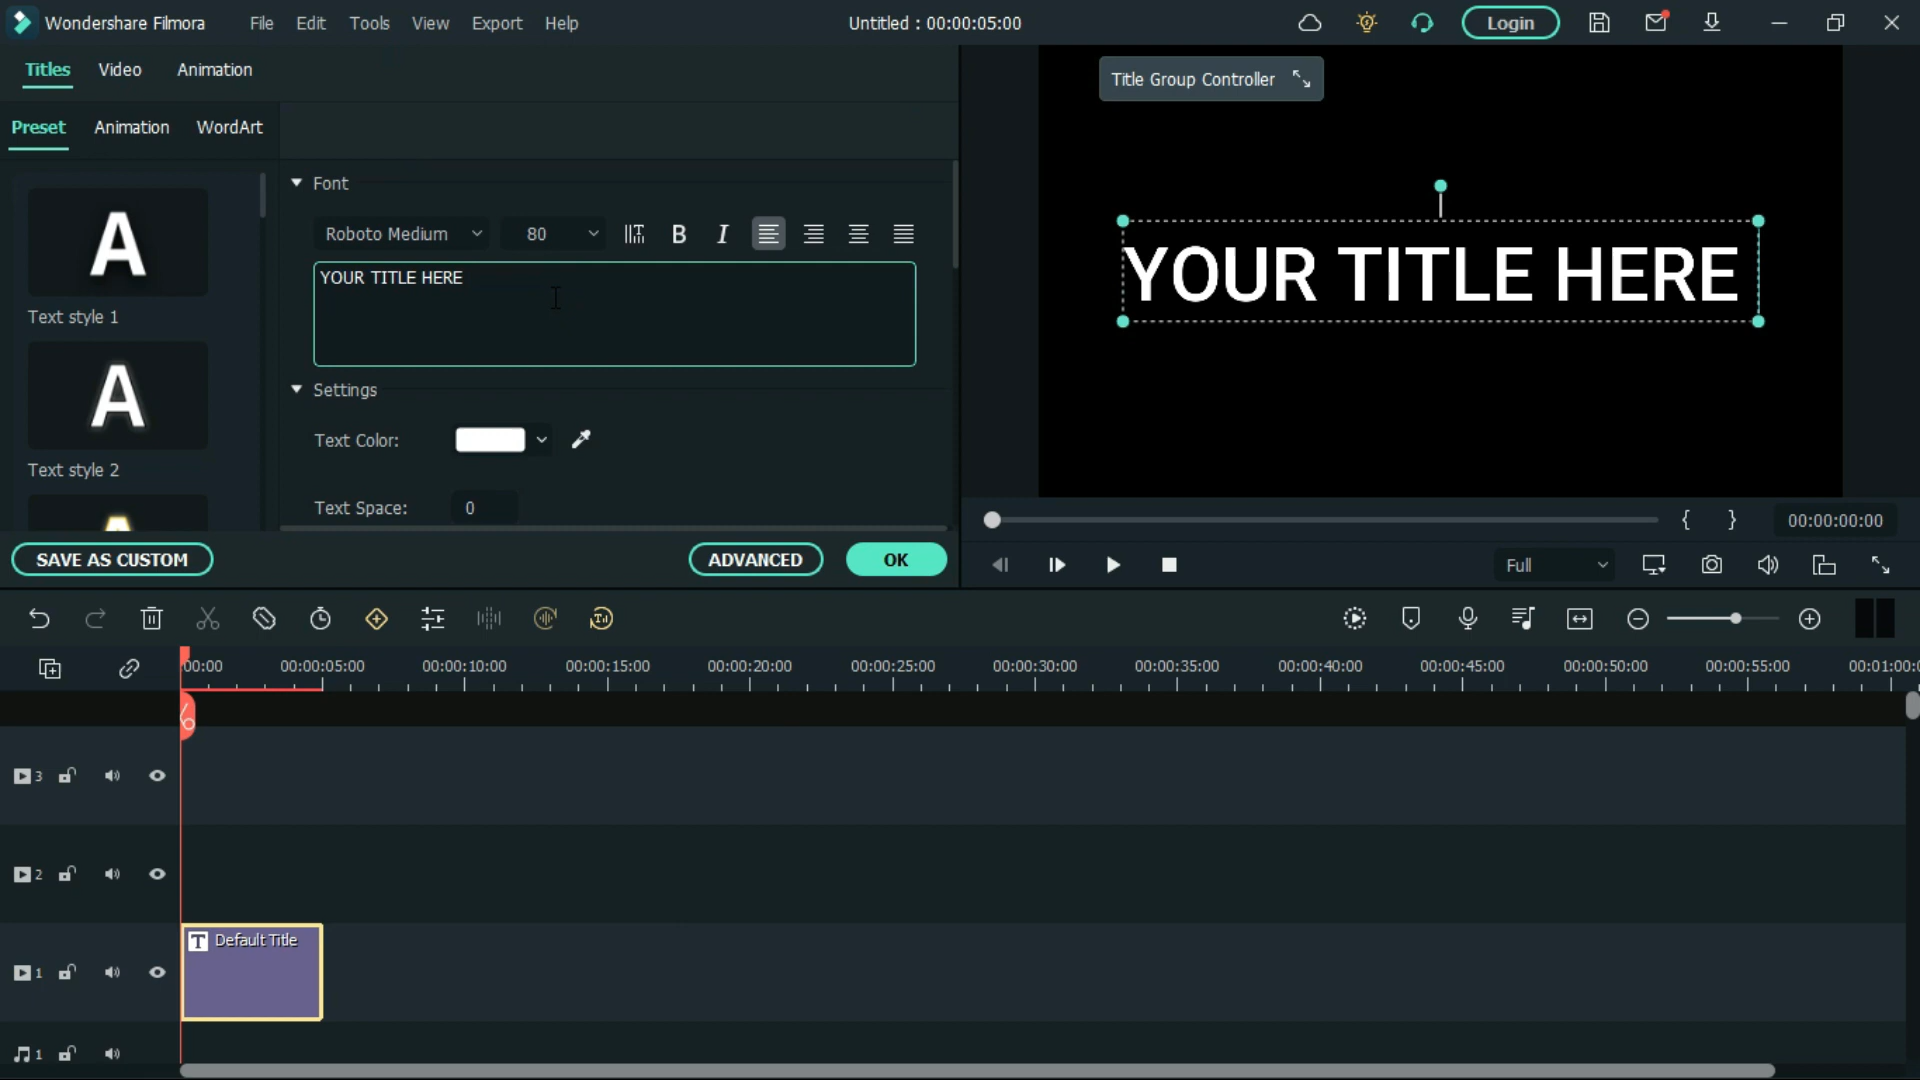 Wondershare Filmora File Edit Tools View Export Help Untitled : 00:00:05:00 Login
Titles Video Animation
Title Group Controller
Preset Animation WordArt
Font
Roboto Medium 80 B I
YOUR TITLE HERE
YOUR TITLE HERE
A
Text style 1
Settings
A
Text Color:
Text style 2
Text Space: 0
A
{ } 00:00:00:00
SAVE AS CUSTOM ADVANCED OK
Full
00:00 00:00:05:00 00:00:10:00 00:00:15:00 00:00:20:00 00:00:25:00 00:00:30:00 00:00:35:00 00:00:40:00 00:00:45:00 00:00:50:00 00:00:55:00 00:01:00:0
3
2
T Default Title
1
1